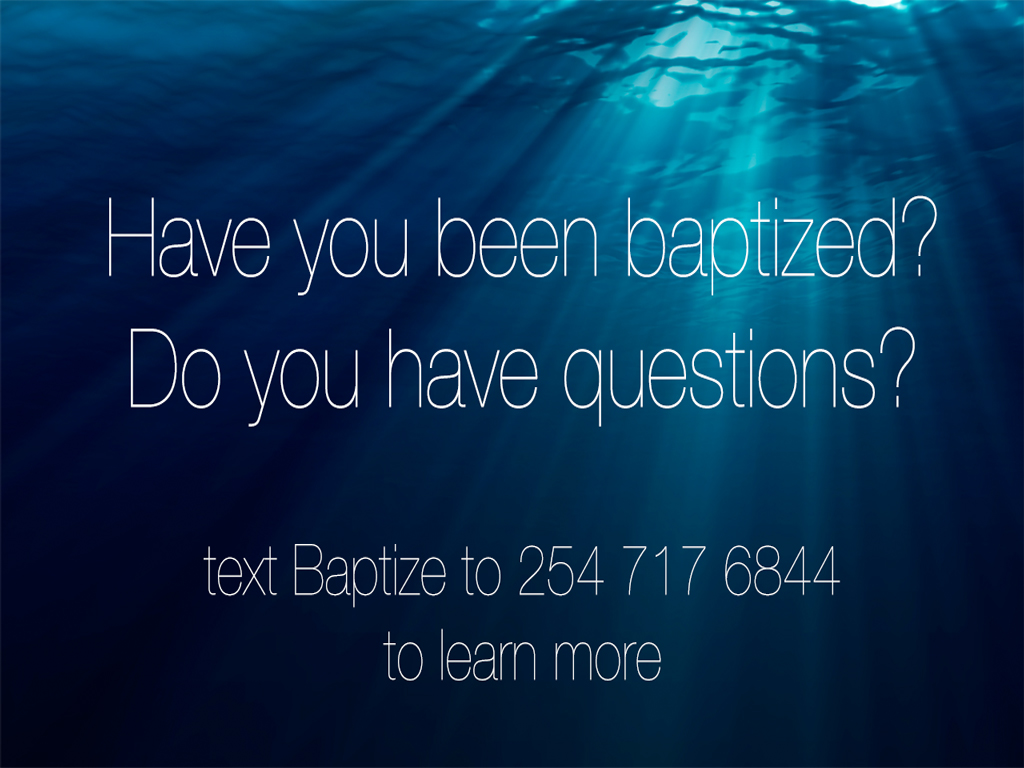 Have you been baptized?
Do you have questions?
text Baptize to 254 717 6844
to learn more